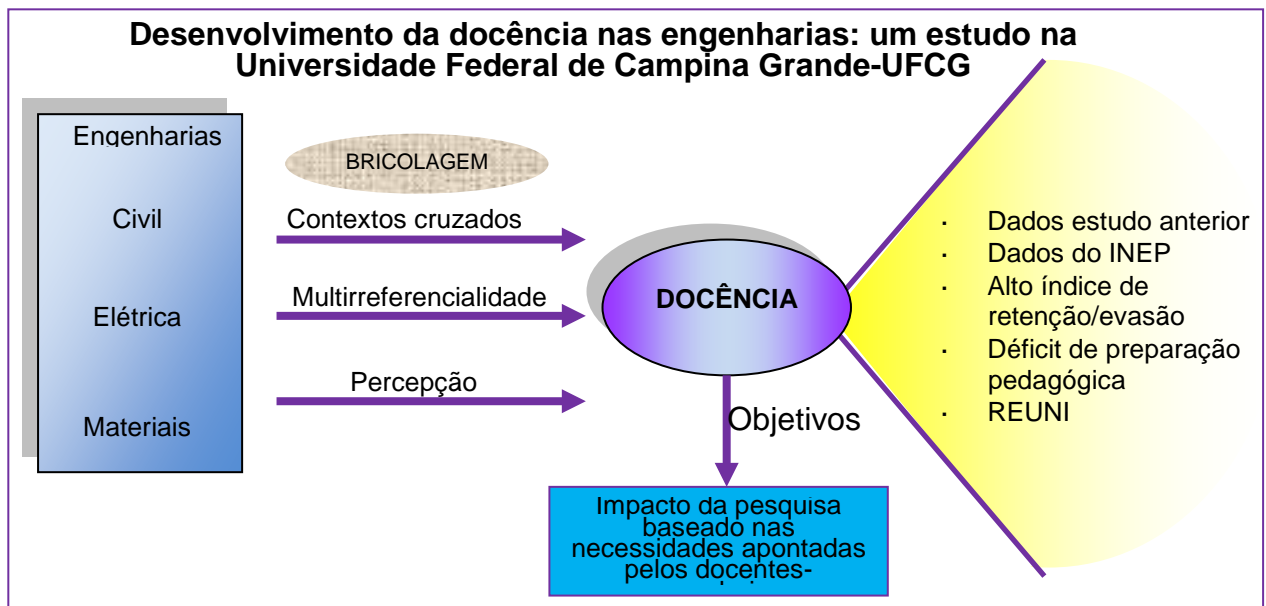 Desenvolvimento da docência nas engenharias: um estudo na
Universidade Federal de Campina Grande-UFCG
Engenharias
Civil
Elétrica
Materiais
BRICOLAGEM
Contextos cruzados
Multirreferencialidade
Percepção
DOCÊNCIA
Objetivos
Impacto da pesquisa
baseado nas
necessidades apontadas
pelos docentes-
· Dados estudo anterior
· Dados do INEP
· Alto índice de
retenção/evasão
· Déficit de preparação
pedagógica
· REUNI